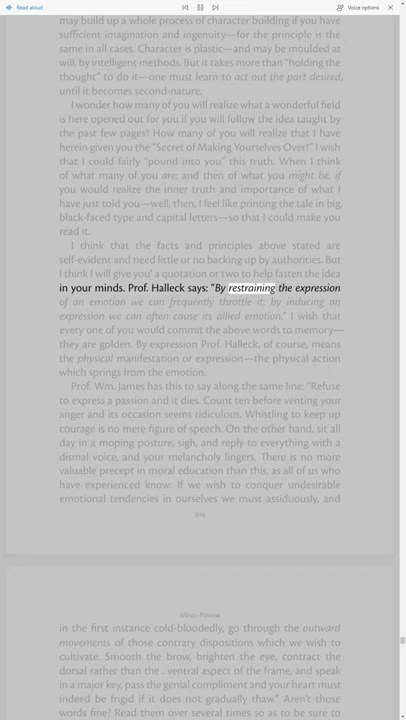 Read aloud
Voice options
may build up a whole process of character building if you have
sufficient imagination and ingenuity—for the principle is the
same in all cases. Character is plastic—and may be moulded at
will, by intelligent methods. But it takes more than "holding the
thought" to do it—one must learn to act out the part desired,
until it becomes second-nature.
I wonder how many of you will realize what a wonderful field
is here opened out for you if you will follow the idea taught by
the past few pages? How many of you will realize that I have
herein given you the "Secret of Making Yourselves Over?" I wish
that I could fairly "pound into you" this truth. When I think
of what many of you are; and then of what you might be, if
you would realize the inner truth and importance of what I
have just told you—well, then, I feel like printing the tale in big,
black-faced type and capital letters—so that I could make you
read it.
I think that the facts and principles above stated are
self-evident and need little or no backing up by authorities. But
I think I will give you' a quotation or two to help fasten the idea
in your minds. Prof. Halleck says: "By restraining the expression
of an emotion we can frequently throttle it; by inducing an
expression we can often cause its allied emotion." I wish that
every one of you would commit the above words to memory—
they are golden. By expression Prof. Halleck, of course, means
the physical manifestation or expression—the physical action
which springs from the emotion.
Prof. Wm. James has this to say along the same line: "Refuse
to express a passion and it dies. Count ten before venting your
anger and its occasion seems ridiculous. Whistling to keep up
courage is no mere figure of speech. On the other hand, sit all
day in a moping posture, sigh, and reply to everything with a
dismal voice, and your melancholy lingers. There is no more
valuable precept in moral education than this, as all of us who
have experienced know: If we wish to conquer undesirable
emotional tendencies in ourselves we must assiduously, and
Mind-Power
in the first instance cold-bloodedly, go through the outward
movements of those contrary dispositions which we wish to
cultivate. Smooth the brow, brighten the eye, contract the
dorsal rather than the . ventral aspect of the frame, and speak
in a major key, pass the genial compliment and your heart must
indeed be frigid if it does not gradually thaw." Aren't those
words fine? Read them over several times so as to be sure to